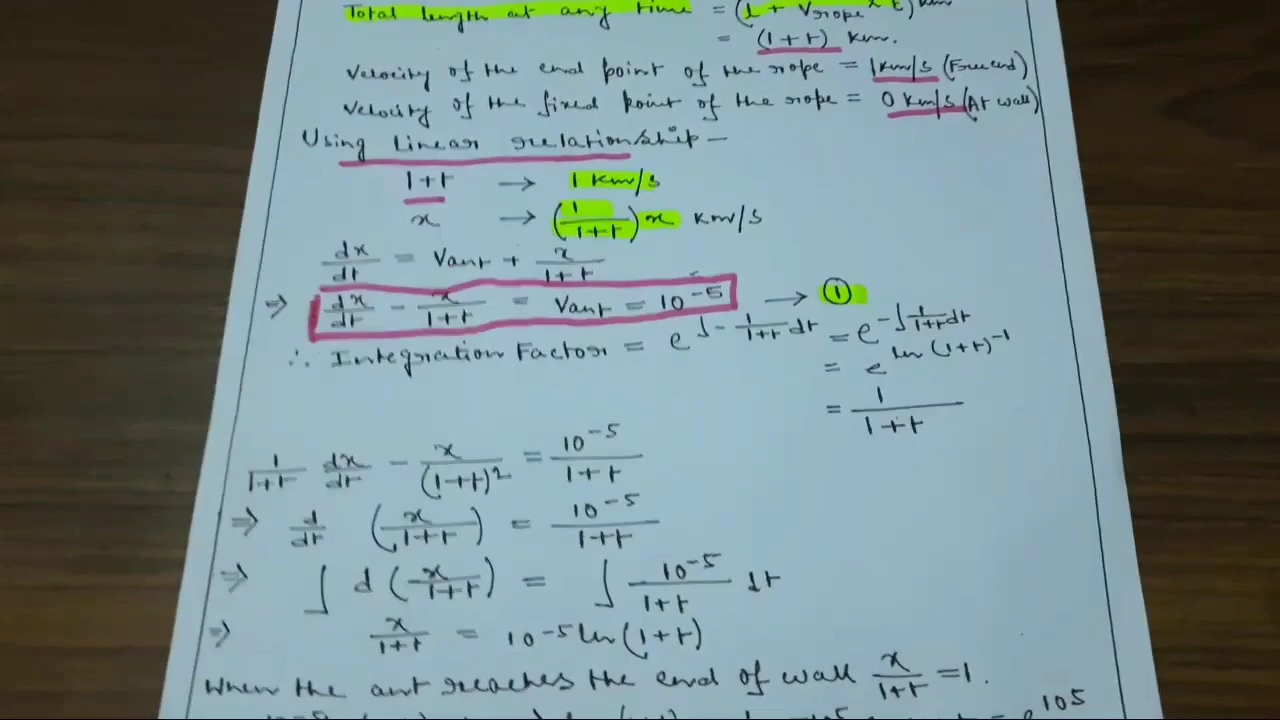 Total length at any time = (1 + Vrope × t) km
= (1+t) km.
Velocity of the end point of the rope = 1km/s (Free end)
Velocity of the fixed point of the rope = 0 km/s (At wall)
Using linear relationship -
1+t → 1 km/s
x → (1/1+t) x km/s
dx/dt = Vant + x/1+t
⇒ dx/dt - x/1+t = Vant = 10^-5 → ①
∴ Integration Factor = e^∫-1/1+t dt = e^-∫1/1+t dt
= e^ln(1+t)^-1
= 1/1+t
1/1+t dx/dt - x/(1+t)^2 = 10^-5/1+t
⇒ d/dt (x/1+t) = 10^-5/1+t
⇒ ∫ d(x/1+t) = ∫ 10^-5/1+t dt
⇒ x/1+t = 10^-5 ln(1+t)
When the ant reaches the end of wall x/1+t = 1.